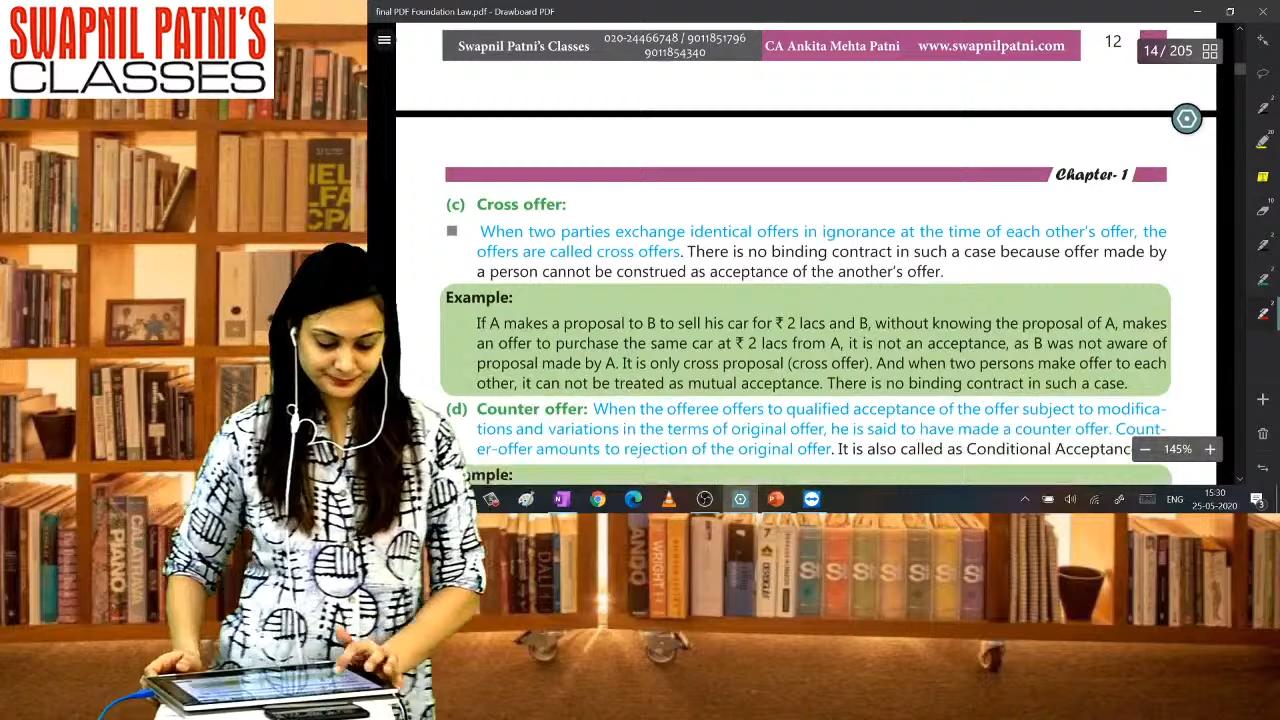 SWAPNIL PATNI'S
CLASSES
final PDF Foundation Law.pdf - Drawboard PDF
Swapnil Patni's Classes
020-24466748 / 9011851796
9011854340
CA Ankita Mehta Patni
www.swapnilpatni.com
12
14 / 205
Chapter- 1
(c) Cross offer:
When two parties exchange identical offers in ignorance at the time of each other's offer, the
offers are called cross offers. There is no binding contract in such a case because offer made by
a person cannot be construed as acceptance of the another's offer.
Example:
If A makes a proposal to B to sell his car for ₹ 2 lacs and B, without knowing the proposal of A, makes
an offer to purchase the same car at ₹ 2 lacs from A, it is not an acceptance, as B was not aware of
proposal made by A. It is only cross proposal (cross offer). And when two persons make offer to each
other, it can not be treated as mutual acceptance. There is no binding contract in such a case.
(d) Counter offer: When the offeree offers to qualified acceptance of the offer subject to modifica-
tions and variations in the terms of original offer, he is said to have made a counter offer. Count-
er-offer amounts to rejection of the original offer. It is also called as Conditional Acceptance
145%
mple:
ENG
15:30
25-05-2020
3
PIANO